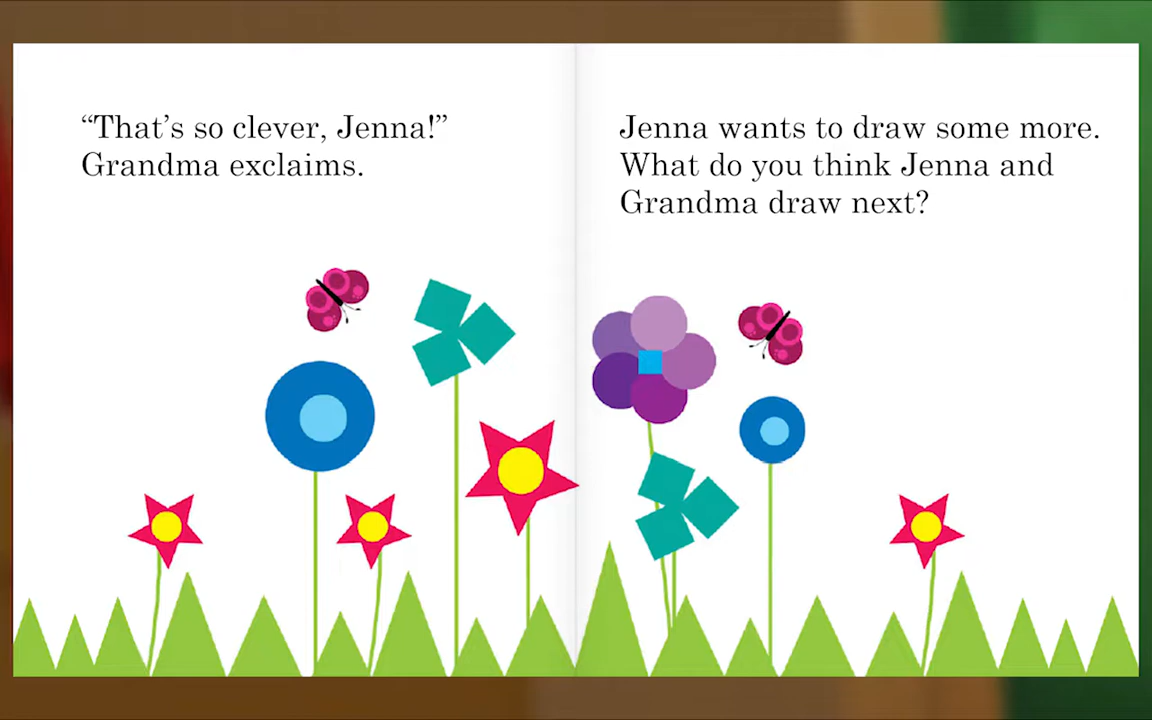 “That’s so clever, Jenna!”
Grandma exclaims.
Jenna wants to draw some more.
What do you think Jenna and
Grandma draw next?